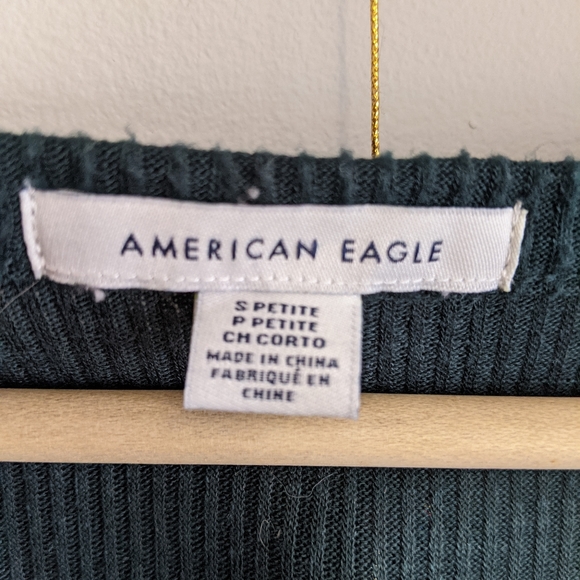 AMERICAN EAGLE
S PETITE
P PETITE
CH CORTO
MADE IN CHINA
FABRIQUÉ EN
CHINE